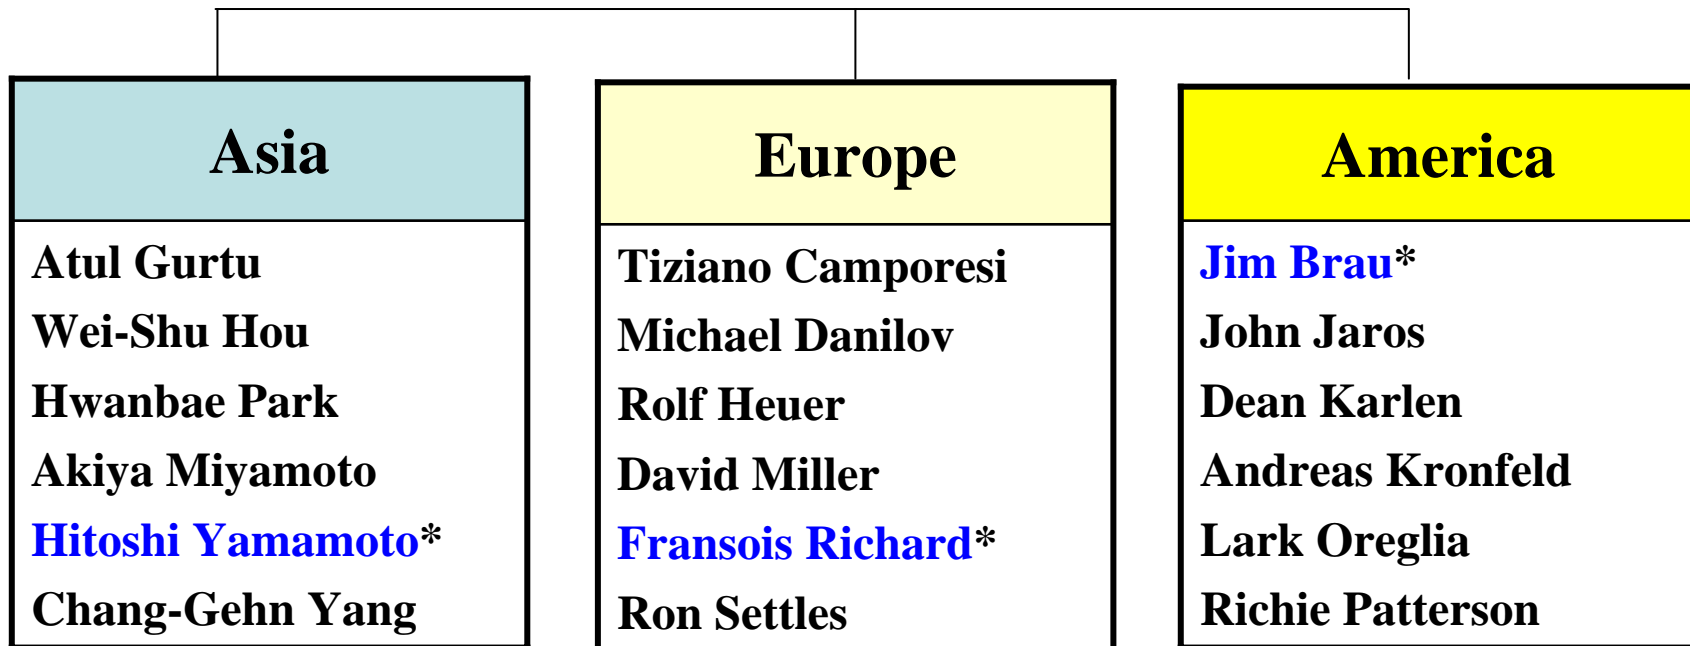 Asia
Atul Gurtu
Wei-Shu Hou
Hwanbae Park
Akiya Miyamoto
Hitoshi Yamamoto*
Chang-Gehn Yang
Europe
Tiziano Camporesi
Michael Danilov
Rolf Heuer
David Miller
Fransois Richard*
Ron Settles
America
Jim Brau*
John Jaros
Dean Karlen
Andreas Kronfeld
Lark Oreglia
Richie Patterson